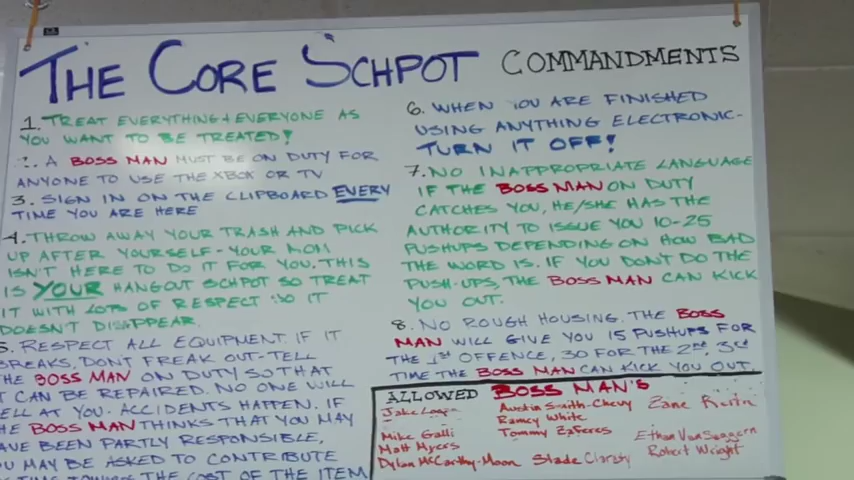 THE CORE SCHPOT COMMANDMENTS
1. TREAT EVERYTHING + EVERYONE AS
YOU WANT TO BE TREATED!
2. A BOSS MAN MUST BE ON DUTY FOR
ANYONE TO USE THE XBOX OR TV
3. SIGN IN ON THE CLIPBOARD EVERY
TIME YOU ARE HERE
4. THROW AWAY YOUR TRASH AND PICK
UP AFTER YOURSELF - YOUR MOM
ISN'T HERE TO DO IT FOR YOU. THIS
IS YOUR HANGOUT SCHPOT SO TREAT
IT WITH LOTS OF RESPECT SO IT
DOESN'T DISAPPEAR.
5. RESPECT ALL EQUIPMENT. IF IT
BREAKS, DON'T FREAK OUT - TELL
THE BOSS MAN ON DUTY SO THAT
IT CAN BE REPAIRED. NO ONE WILL
YELL AT YOU. ACCIDENTS HAPPEN. IF
THE BOSS MAN THINKS THAT YOU MAY
HAVE BEEN PARTLY RESPONSIBLE,
YOU MAY BE ASKED TO CONTRIBUTE
TOWARDS THE COST OF THE ITEM
6. WHEN YOU ARE FINISHED
USING ANYTHING ELECTRONIC -
TURN IT OFF!
7. NO INAPPROPRIATE LANGUAGE
IF THE BOSS MAN ON DUTY
CATCHES YOU, HE/SHE HAS THE
AUTHORITY TO ISSUE YOU 10-25
PUSHUPS DEPENDING ON HOW BAD
THE WORD IS. IF YOU DON'T DO THE
PUSH-UPS, THE BOSS MAN CAN KICK
YOU OUT.
8. NO ROUGH HOUSING. THE BOSS
MAN WILL GIVE YOU 15 PUSHUPS FOR
THE 1ST OFFENCE, 30 FOR THE 2ND, 3RD
TIME THE BOSS MAN CAN KICK YOU OUT.
ALLOWED BOSS MAN'S
Jake
Mike Galli
Matt Myers
Dylan McCarthy-Moon
Austin Smith-Chevy
Ramey White
Tommy Zaferes
Slade
Zane
Ethan
Robert Wright